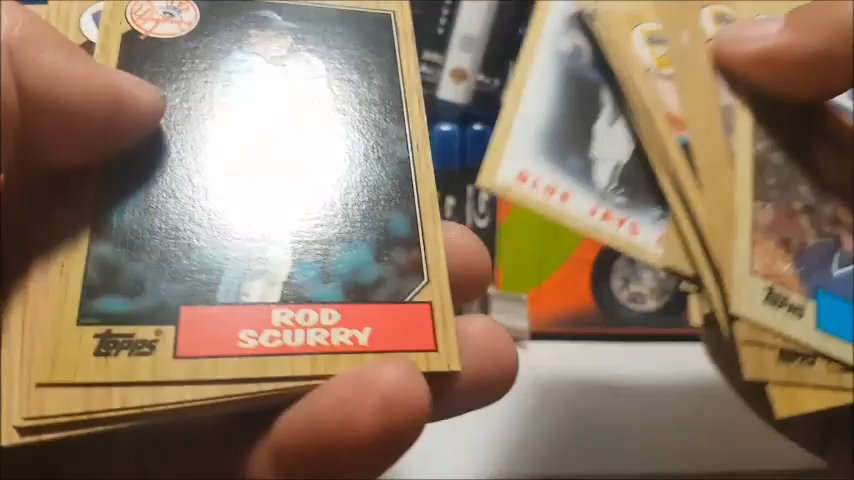 ROD
SCURRY
Topps
BLUE JAYS
Topps